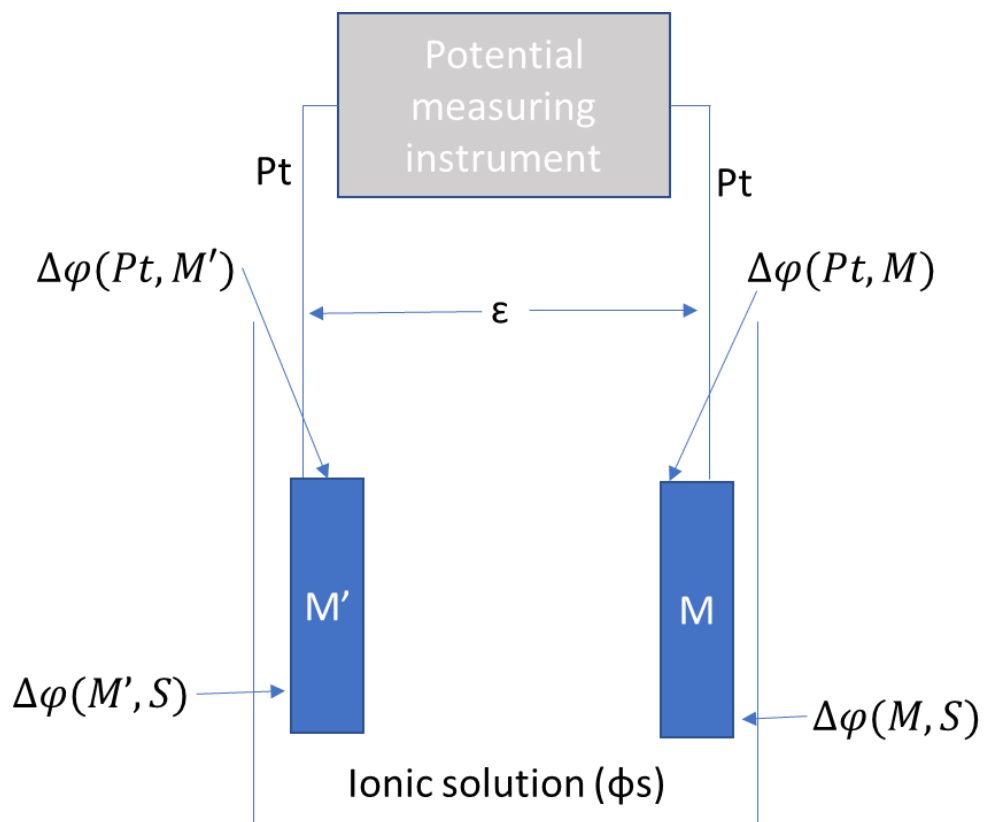 Potential
measuring
instrument
Pt
Pt
Δφ(Pt, M′)
Δφ(Pt, M)
ε
M’
M
Δφ(M’, S)
Δφ(M, S)
Ionic solution (ϕs)